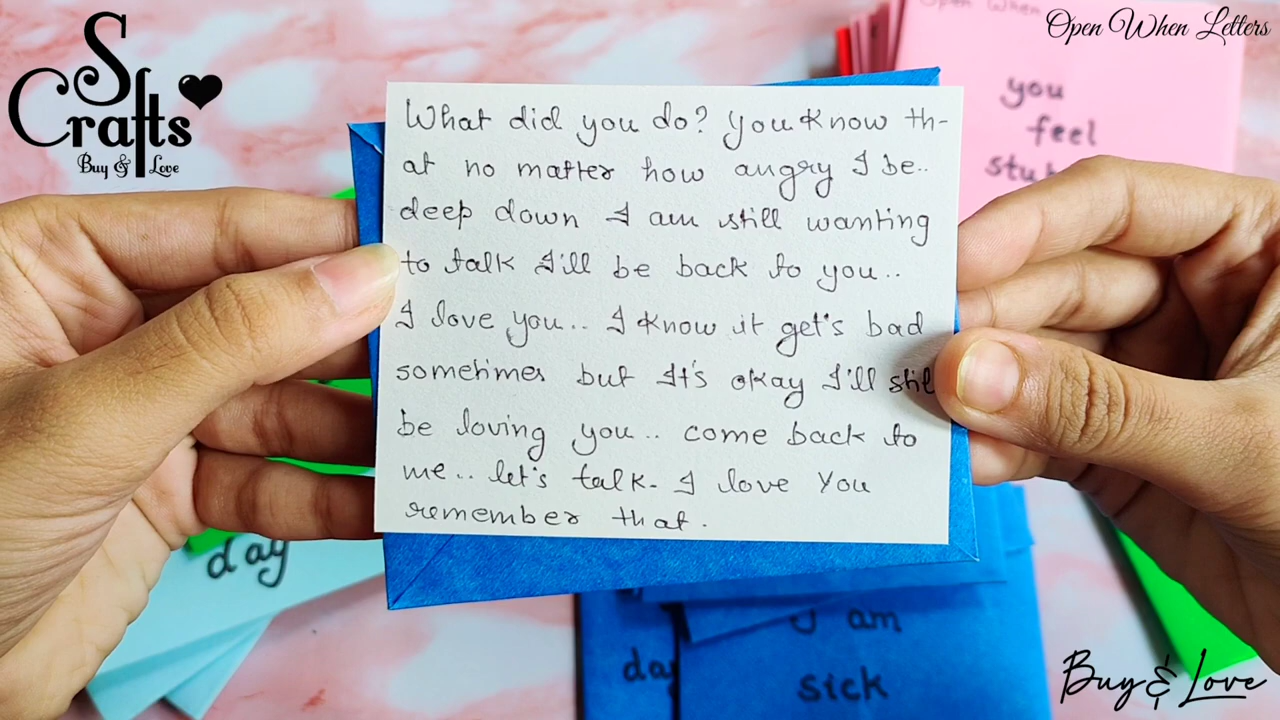 S
Crafts
Buy & Love
Open When Letters
Open When
you
feel
What did you do? You know th-
at no matter how angry I be..
deep down I am still wanting
to talk I'll be back to you..
I love you.. I know it get's bad
sometimes but It's okay I'll still
be loving you.. come back to
me.. let's talk. I love You
remember that.
day
I am
sick
day
Buy & Love